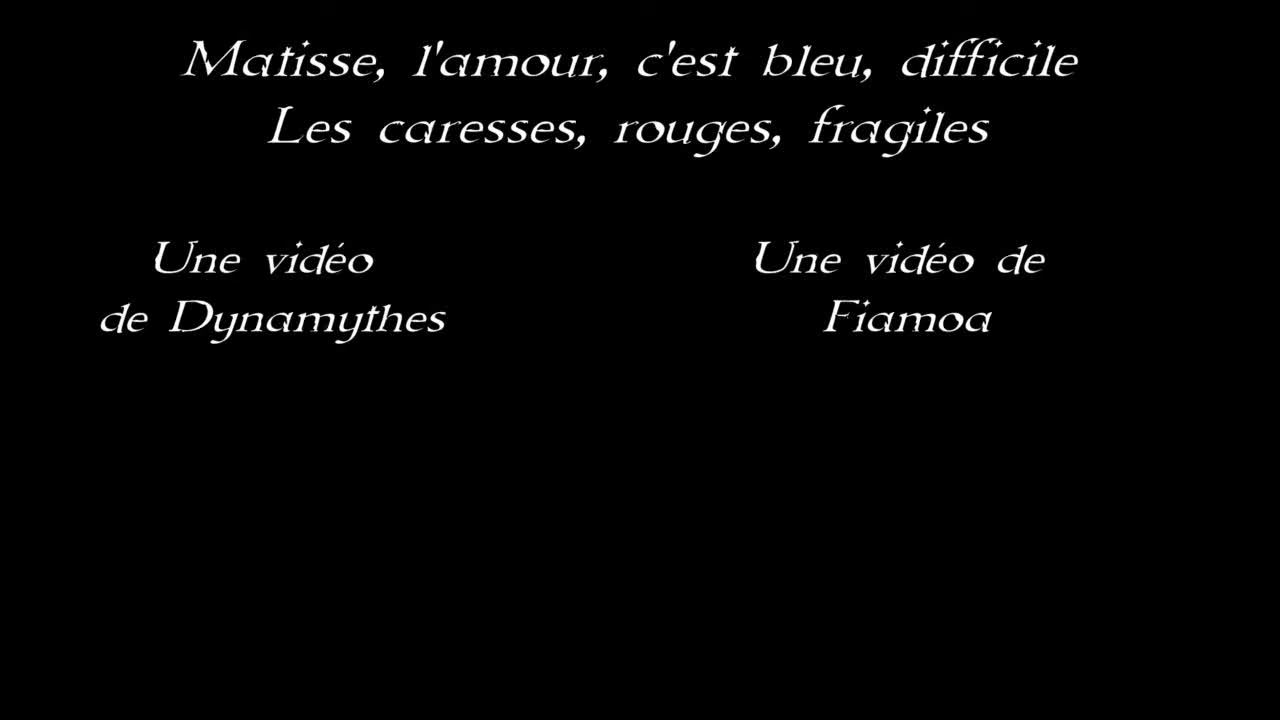 Matisse, l'amour, c'est bleu, difficile
Les caresses, rouges, fragiles
Une vidéo
de Dynamythes
Une vidéo de
Fiamoa